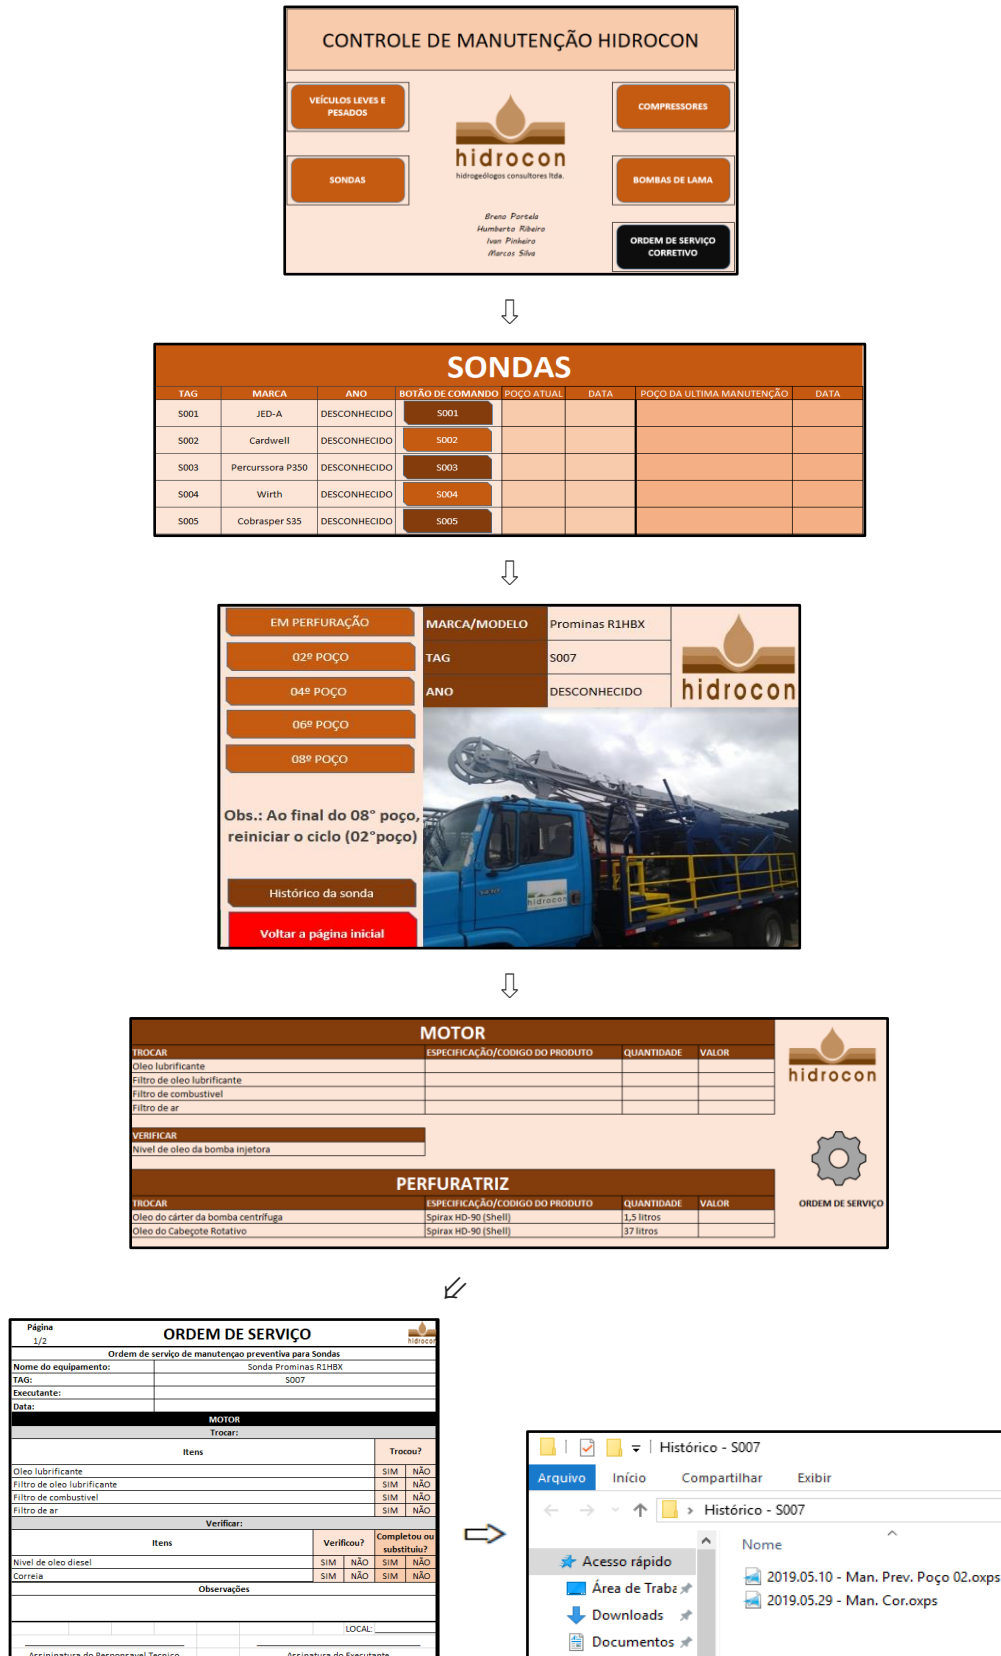 CONTROLE DE MANUTENÇÃO HIDROCON
VEÍCULOS LEVES E
PESADOS
COMPRESSORES
hidrocon
hidrogeólogos consultores ltda.
SONDAS
BOMBAS DE LAMA
Breno Portela
Humberto Ribeiro
Ivan Pinheiro
Marcos Silva
ORDEM DE SERVIÇO
CORRETIVO
SONDAS
TAG MARCA ANO BOTÃO DE COMANDO POÇO ATUAL DATA POÇO DA ULTIMA MANUTENÇÃO DATA
S001 JED-A DESCONHECIDO S001
S002 Cardwell DESCONHECIDO S002
S003 Percurssora P350 DESCONHECIDO S003
S004 Wirth DESCONHECIDO S004
S005 Cobrasper S35 DESCONHECIDO S005
EM PERFURAÇÃO
02º POÇO
04º POÇO
06º POÇO
08º POÇO
Obs.: Ao final do 08° poço,
reiniciar o ciclo (02°poço)
Histórico da sonda
Voltar a página inicial
MARCA/MODELO Prominas R1HBX
TAG S007
ANO DESCONHECIDO
hidrocon
hidrocon
MOTOR
TROCAR ESPECIFICAÇÃO/CODIGO DO PRODUTO QUANTIDADE VALOR
Oleo lubrificante
Filtro de oleo lubrificante
Filtro de combustivel
Filtro de ar
VERIFICAR
Nivel de oleo da bomba injetora
PERFURATRIZ
TROCAR ESPECIFICAÇÃO/CODIGO DO PRODUTO QUANTIDADE VALOR
Oleo do cárter da bomba centrífuga Spirax HD-90 (Shell) 1,5 litros
Oleo do Cabeçote Rotativo Spirax HD-90 (Shell) 37 litros
hidrocon
ORDEM DE SERVIÇO
Página
1/2
ORDEM DE SERVIÇO
hidrocon
Ordem de serviço de manutençao preventiva para Sondas
Nome do equipamento: Sonda Prominas R1HBX
TAG: S007
Executante:
Data:
MOTOR
Trocar:
Itens Trocou?
Oleo lubrificante SIM NÃO
Filtro de oleo lubrificante SIM NÃO
Filtro de combustivel SIM NÃO
Filtro de ar SIM NÃO
Verificar:
Itens Verificou? Completou ou
substituiu?
Nivel de oleo diesel SIM NÃO SIM NÃO
Correia SIM NÃO SIM NÃO
Observações
LOCAL:
Assinatura do Executante
Histórico - S007
Arquivo Início Compartilhar Exibir
Histórico - S007
Nome
Acesso rápido
Área de Traba
Downloads
Documentos
2019.05.10 - Man. Prev. Poço 02.oxps
2019.05.29 - Man. Cor.oxps